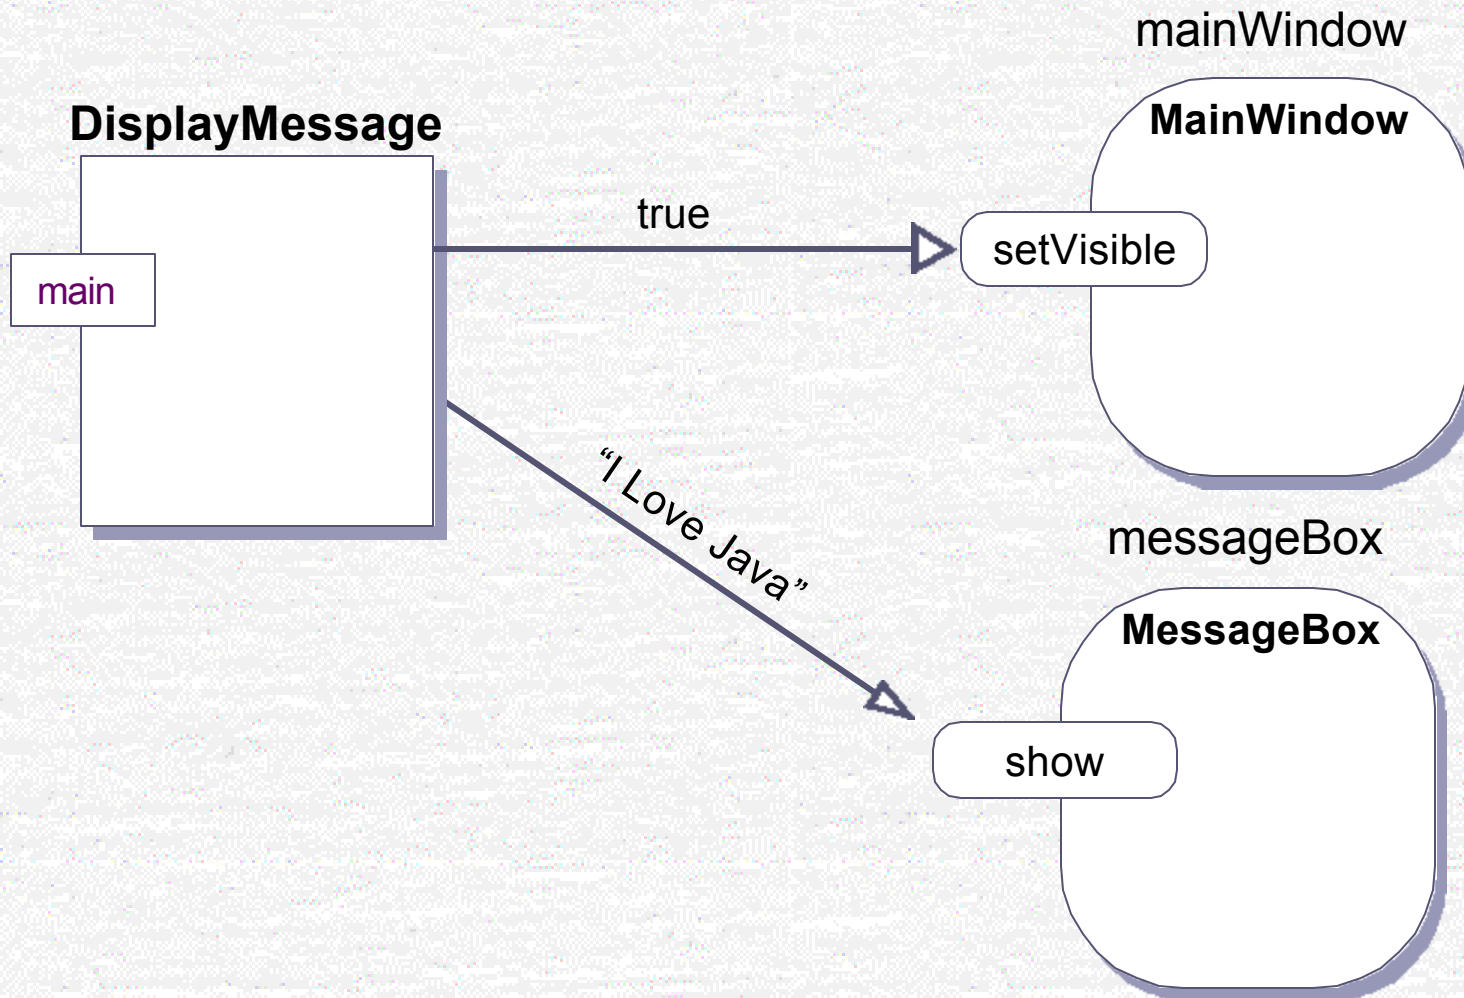 mainWindow
DisplayMessage
MainWindow
true
setVisible
main
“I Love Java”
messageBox
MessageBox
show